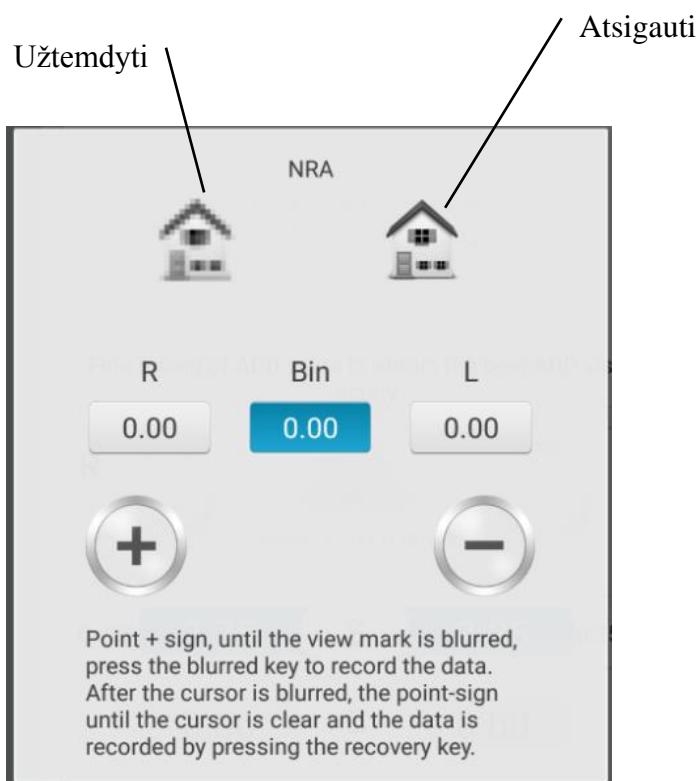 Atsigauti
Užtemdyti
NRA
R Bin L
0.00 0.00 0.00
+ −
Point + sign, until the view mark is blurred,
press the blurred key to record the data.
After the cursor is blurred, the point-sign
until the cursor is clear and the data is
recorded by pressing the recovery key.